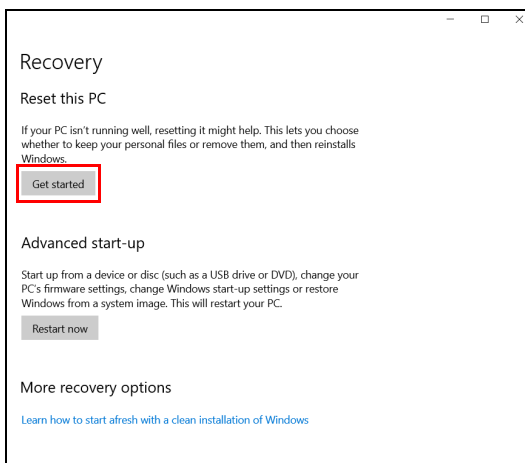 Recovery
Reset this PC
If your PC isn't running well, resetting it might help. This lets you choose
whether to keep your personal files or remove them, and then reinstalls
Windows.
Get started
Advanced start-up
Start up from a device or disc (such as a USB drive or DVD), change your
PC's firmware settings, change Windows start-up settings or restore
Windows from a system image. This will restart your PC.
Restart now
More recovery options
Learn how to start afresh with a clean installation of Windows